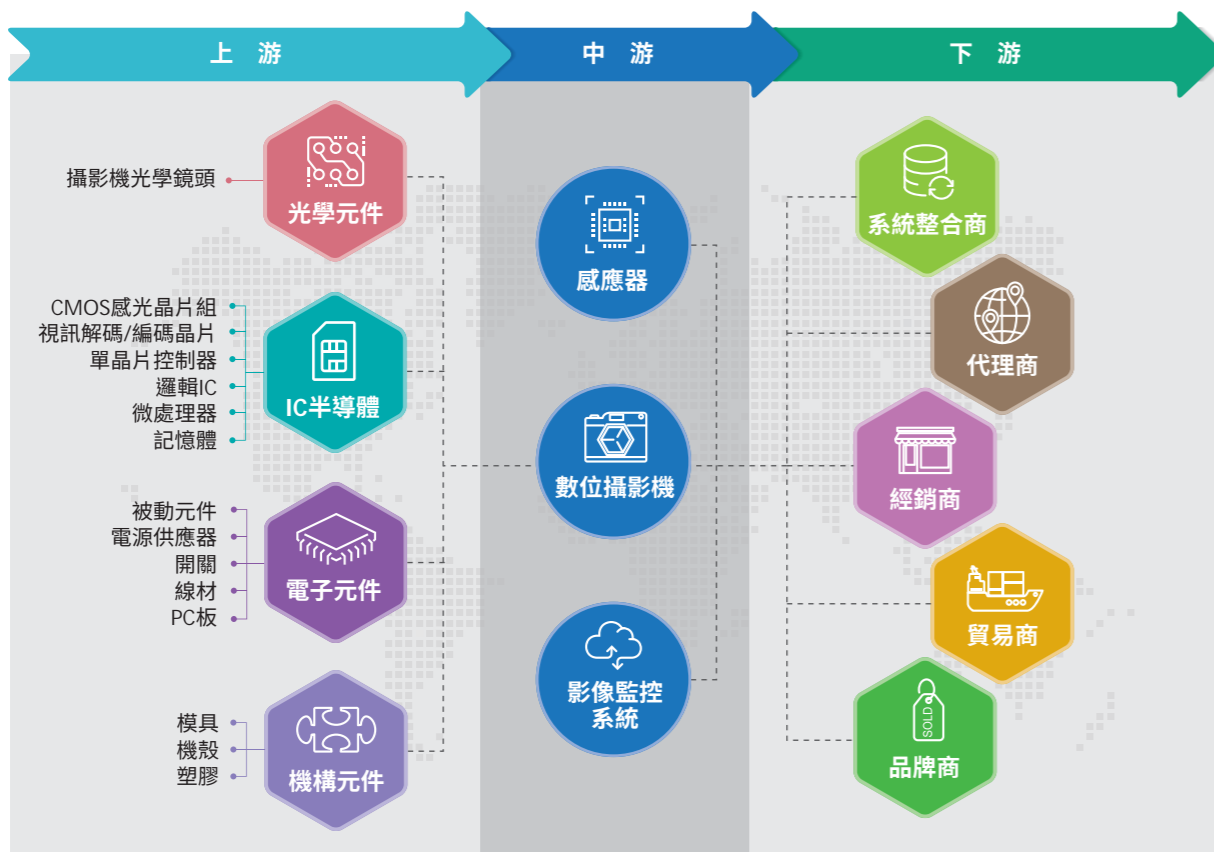 上 游
中 游
下 游
攝影機光學鏡頭
光學元件
CMOS感光晶片組
視訊解碼/編碼晶片
單晶片控制器
邏輯IC
微處理器
記憶體
IC半導體
被動元件
電源供應器
開關
線材
PC板
電子元件
模具
機殼
塑膠
機構元件
感應器
數位攝影機
影像監控
系統
系統整合商
代理商
經銷商
貿易商
SOLD
品牌商